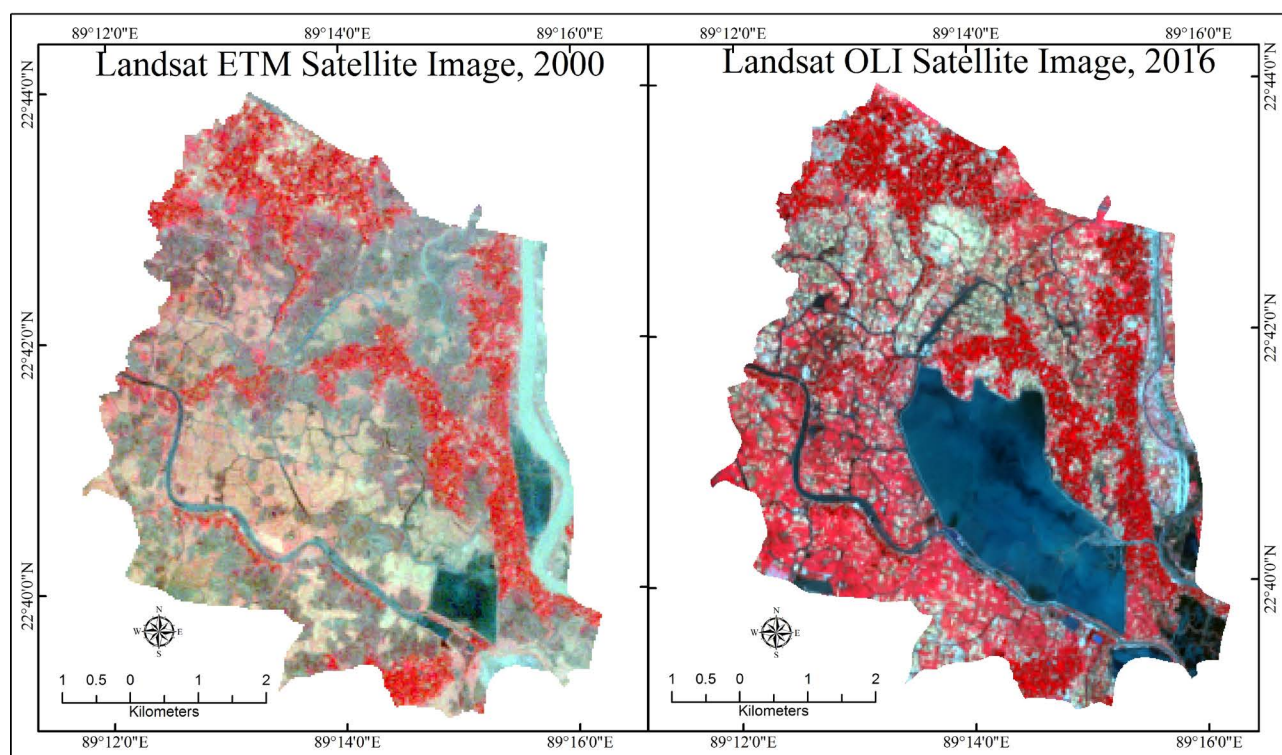 89°12'0"E 89°14'0"E 89°16'0"E 89°12'0"E 89°14'0"E 89°16'0"E
Landsat ETM Satellite Image, 2000
Landsat OLI Satellite Image, 2016
22°44'0"N
22°42'0"N
22°40'0"N
22°44'0"N
22°42'0"N
22°40'0"N
N
W E
S
1 0.5 0 1 2
Kilometers
N
W E
S
1 0.5 0 1 2
Kilometers
89°12'0"E 89°14'0"E 89°16'0"E 89°12'0"E 89°14'0"E 89°16'0"E